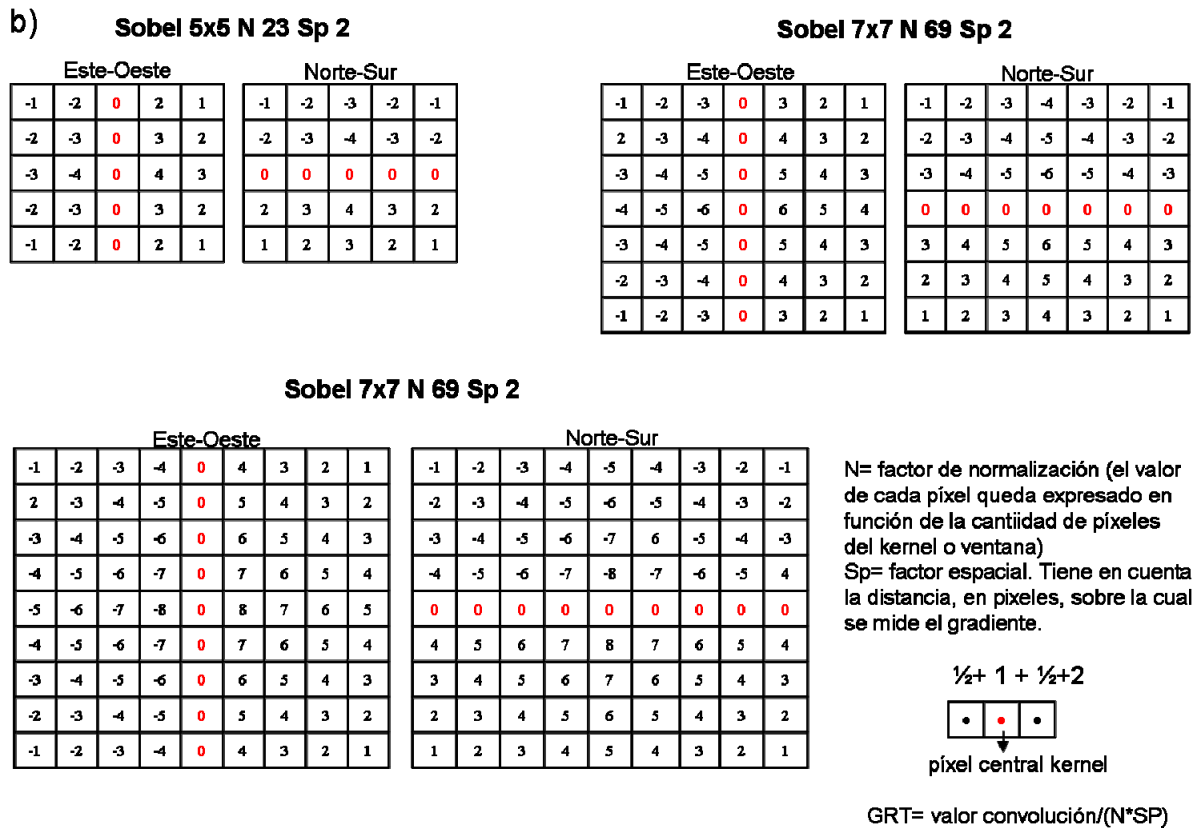 b)
Sobel 5x5 N 23 Sp 2
Este-Oeste
-1 -2 0 2 1
-2 -3 0 3 2
-3 -4 0 4 3
-2 -3 0 3 2
-1 -2 0 2 1
Norte-Sur
-1 -2 -3 -2 -1
-2 -3 -4 -3 -2
0 0 0 0 0
2 3 4 3 2
1 2 3 2 1
Sobel 7x7 N 69 Sp 2
Este-Oeste
-1 -2 -3 0 3 2 1
2 -3 -4 0 4 3 2
-3 -4 -5 0 5 4 3
-4 -5 -6 0 6 5 4
-3 -4 -5 0 5 4 3
-2 -3 -4 0 4 3 2
-1 -2 -3 0 3 2 1
Norte-Sur
-1 -2 -3 -4 -3 -2 -1
-2 -3 -4 -5 -4 -3 -2
-3 -4 -5 -6 -5 -4 -3
0 0 0 0 0 0 0
3 4 5 6 5 4 3
2 3 4 5 4 3 2
1 2 3 4 3 2 1
Sobel 7x7 N 69 Sp 2
Este-Oeste
-1 -2 -3 -4 0 4 3 2 1
2 -3 -4 -5 0 5 4 3 2
-3 -4 -5 -6 0 6 5 4 3
-4 -5 -6 -7 0 7 6 5 4
-5 -6 -7 -8 0 8 7 6 5
-4 -5 -6 -7 0 7 6 5 4
-3 -4 -5 -6 0 6 5 4 3
-2 -3 -4 -5 0 5 4 3 2
-1 -2 -3 -4 0 4 3 2 1
Norte-Sur
-1 -2 -3 -4 -5 -4 -3 -2 -1
-2 -3 -4 -5 -6 -5 -4 -3 -2
-3 -4 -5 -6 -7 6 -5 -4 -3
-4 -5 -6 -7 -8 -7 -6 -5 4
0 0 0 0 0 0 0 0 0
4 5 6 7 8 7 6 5 4
3 4 5 6 7 6 5 4 3
2 3 4 5 6 5 4 3 2
1 2 3 4 5 4 3 2 1
N= factor de normalización (el valor
de cada píxel queda expresado en
función de la cantiidad de píxeles
del kernel o ventana)
Sp= factor espacial. Tiene en cuenta
la distancia, en pixeles, sobre la cual
se mide el gradiente.
½+ 1 + ½+2
píxel central kernel
GRT= valor convolución/(N*SP)